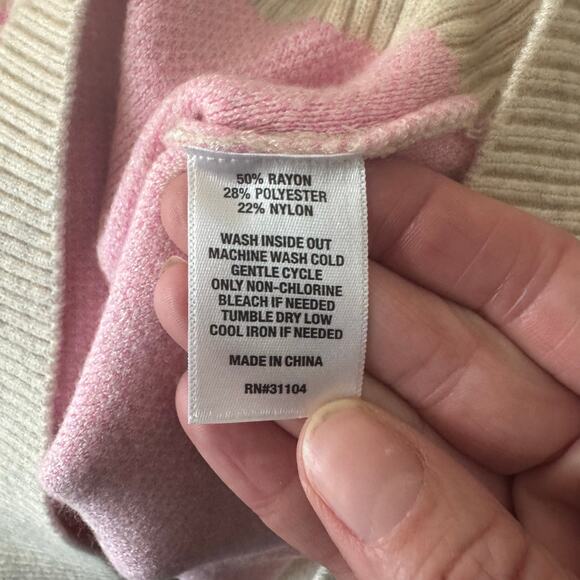 50% RAYON
28% POLYESTER
22% NYLON
WASH INSIDE OUT
MACHINE WASH COLD
GENTLE CYCLE
ONLY NON-CHLORINE
BLEACH IF NEEDED
TUMBLE DRY LOW
COOL IRON IF NEEDED
MADE IN CHINA
RN#31104